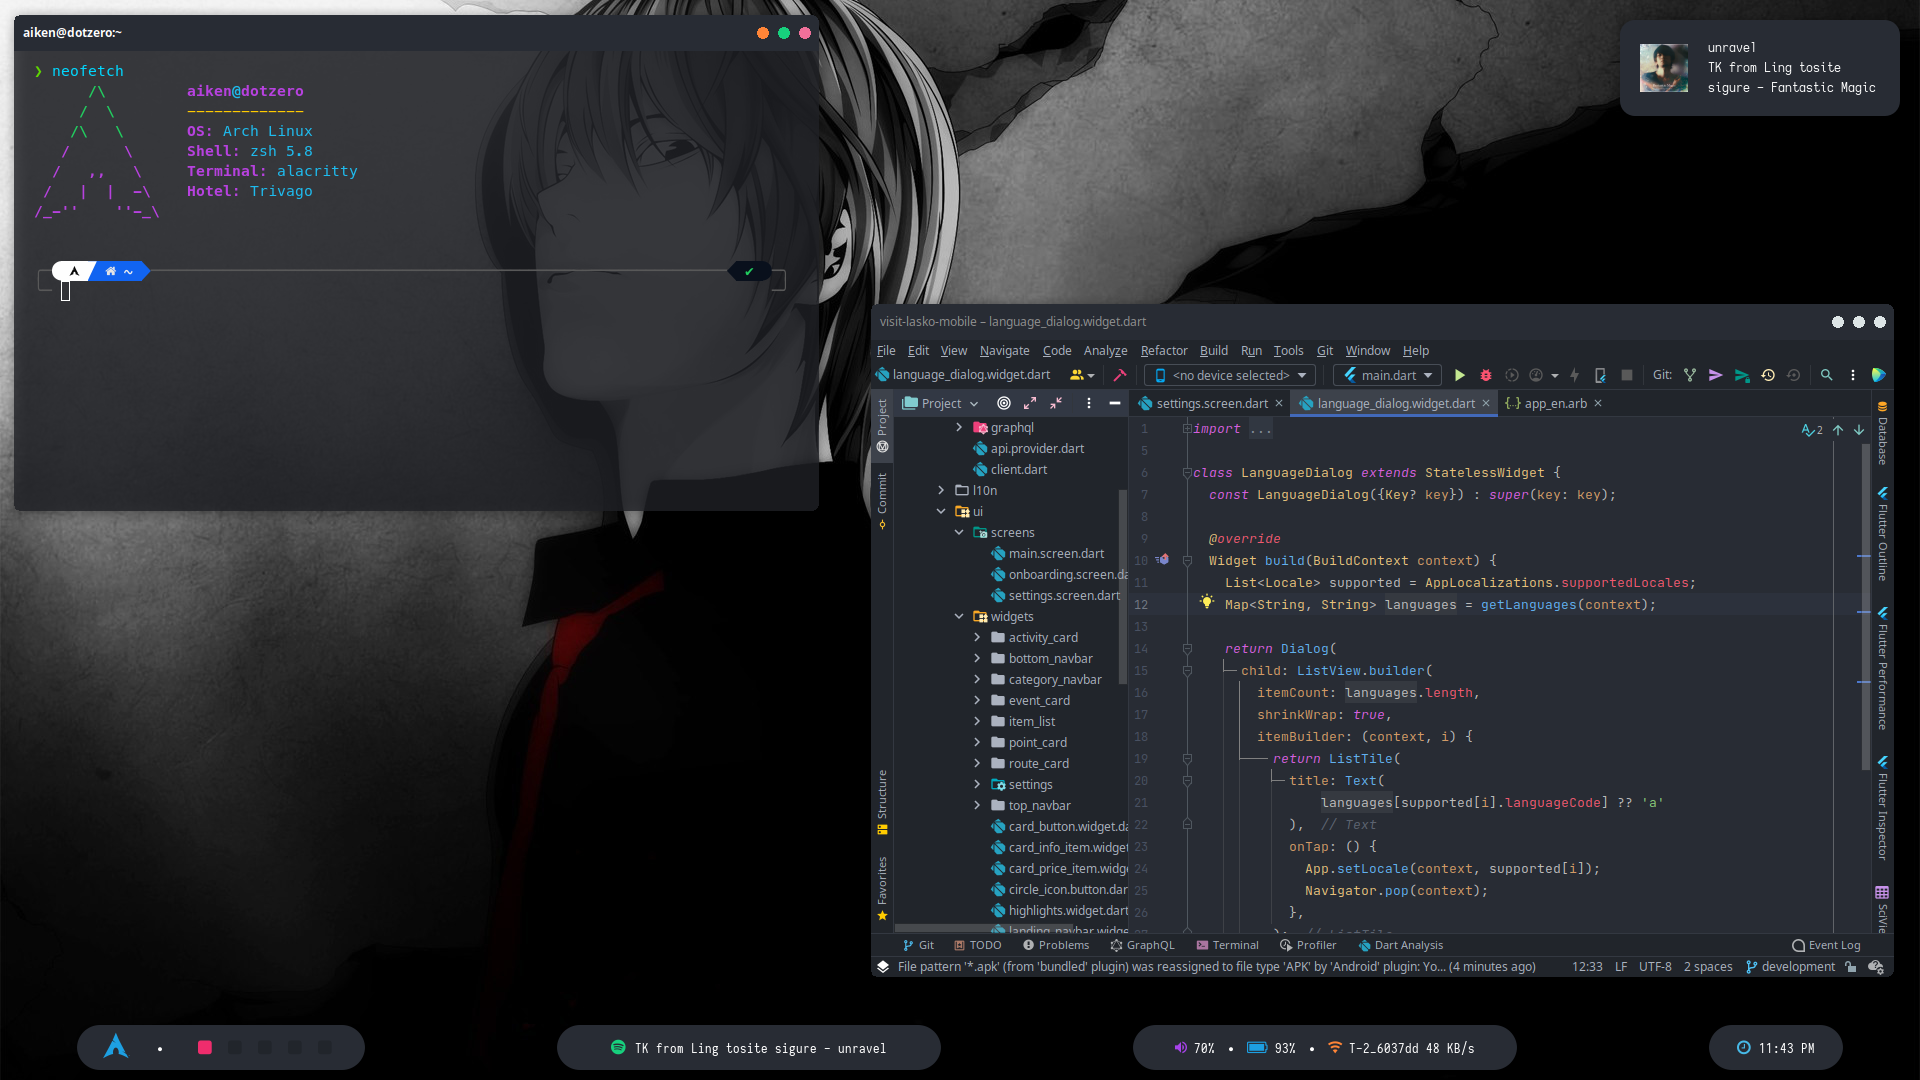 aiken@dotzero:~
❯ neofetch
aiken@dotzero
-------------
OS: Arch Linux
Shell: zsh 5.8
Terminal: alacritty
Hotel: Trivago
~ ✔
unravel
TK from Ling tosite
sigure - Fantastic Magic
visit-lasko-mobile – language_dialog.widget.dart
File Edit View Navigate Code Analyze Refactor Build Run Tools Git Window Help
language_dialog.widget.dart <no device selected> main.dart Git:
Project
settings.screen.dart language_dialog.widget.dart app_en.arb
Project
Commit
Structure
Favorites
graphql
api.provider.dart
client.dart
l10n
ui
screens
main.screen.dart
onboarding.screen.da
settings.screen.dart
widgets
activity_card
bottom_navbar
category_navbar
event_card
item_list
point_card
route_card
settings
top_navbar
card_button.widget.da
card_info_item.widget
card_price_item.widge
circle_icon.button.dar
highlights.widget.dart
landing_navbar.widge
2
1 import ...
5
6 class LanguageDialog extends StatelessWidget {
7 const LanguageDialog({Key? key}) : super(key: key);
8
9 @override
10 Widget build(BuildContext context) {
11 List<Locale> supported = AppLocalizations.supportedLocales;
12 Map<String, String> languages = getLanguages(context);
13
14 return Dialog(
15 child: ListView.builder(
16 itemCount: languages.length,
17 shrinkWrap: true,
18 itemBuilder: (context, i) {
19 return ListTile(
20 title: Text(
21 languages[supported[i].languageCode] ?? 'a'
22 ), // Text
23 onTap: () {
24 App.setLocale(context, supported[i]);
25 Navigator.pop(context);
26 },
Database
Flutter Outline
Flutter Performance
Flutter Inspector
SciView
Git TODO Problems GraphQL Terminal Profiler Dart Analysis Event Log
File pattern '*.apk' (from 'bundled' plugin) was reassigned to file type 'APK' by 'Android' plugin: Yo... (4 minutes ago) 12:33 LF UTF-8 2 spaces development
TK from Ling tosite sigure - unravel
70% • 93% • T-2_6037dd 48 KB/s
11:43 PM